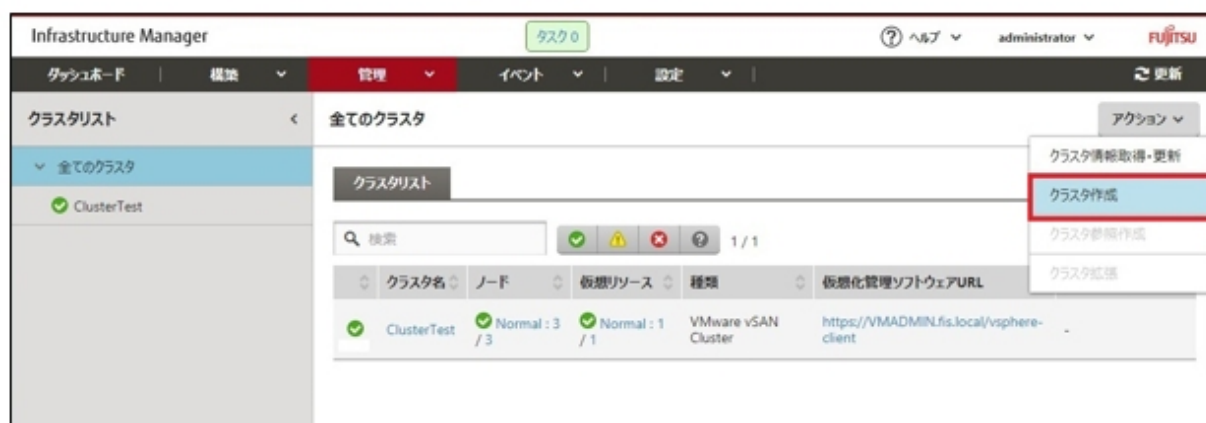 Infrastructure Manager タスク 0 ヘルプ administrator FUJITSU
ダッシュボード 構築 管理 イベント 設定 更新
クラスタリスト 全てのクラスタ アクション
全てのクラスタ
ClusterTest
クラスタ情報取得・更新
クラスタ作成
クラスタ参照作成
クラスタ拡張
クラスタリスト
検索 1 / 1
クラスタ名 ノード 仮想リソース 種類 仮想化管理ソフトウェアURL
ClusterTest Normal : 3 Normal : 1 VMware vSAN https://VMADMIN.fis.local/vsphere- -
/ 3 / 1 Cluster client